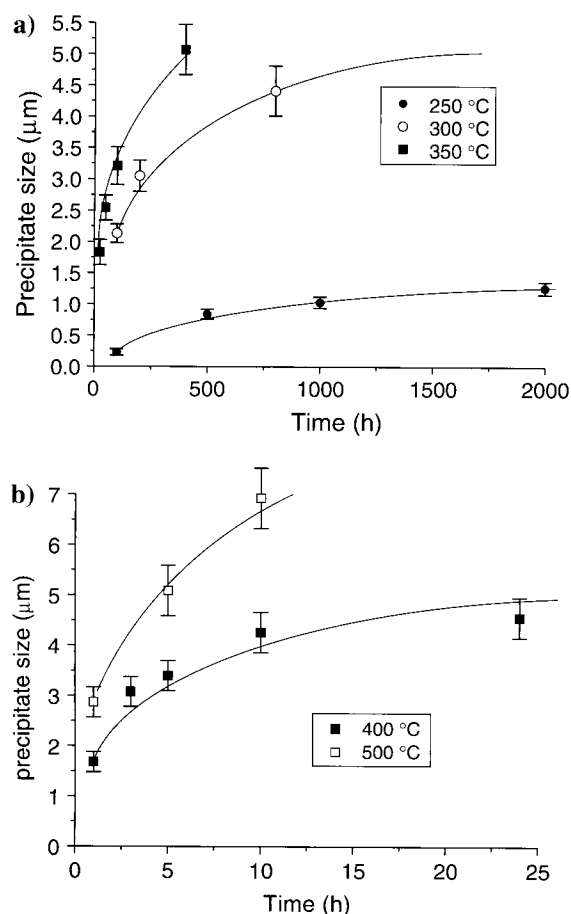 a)
Precipitate size (μm)
5.5
5.0
4.5
4.0
3.5
3.0
2.5
2.0
1.5
1.0
0.5
0.0
250 °C
300 °C
350 °C
0 500 1000 1500 2000
Time (h)
b)
precipitate size (μm)
7
6
5
4
3
2
1
0
400 °C
500 °C
0 5 10 15 20 25
Time (h)